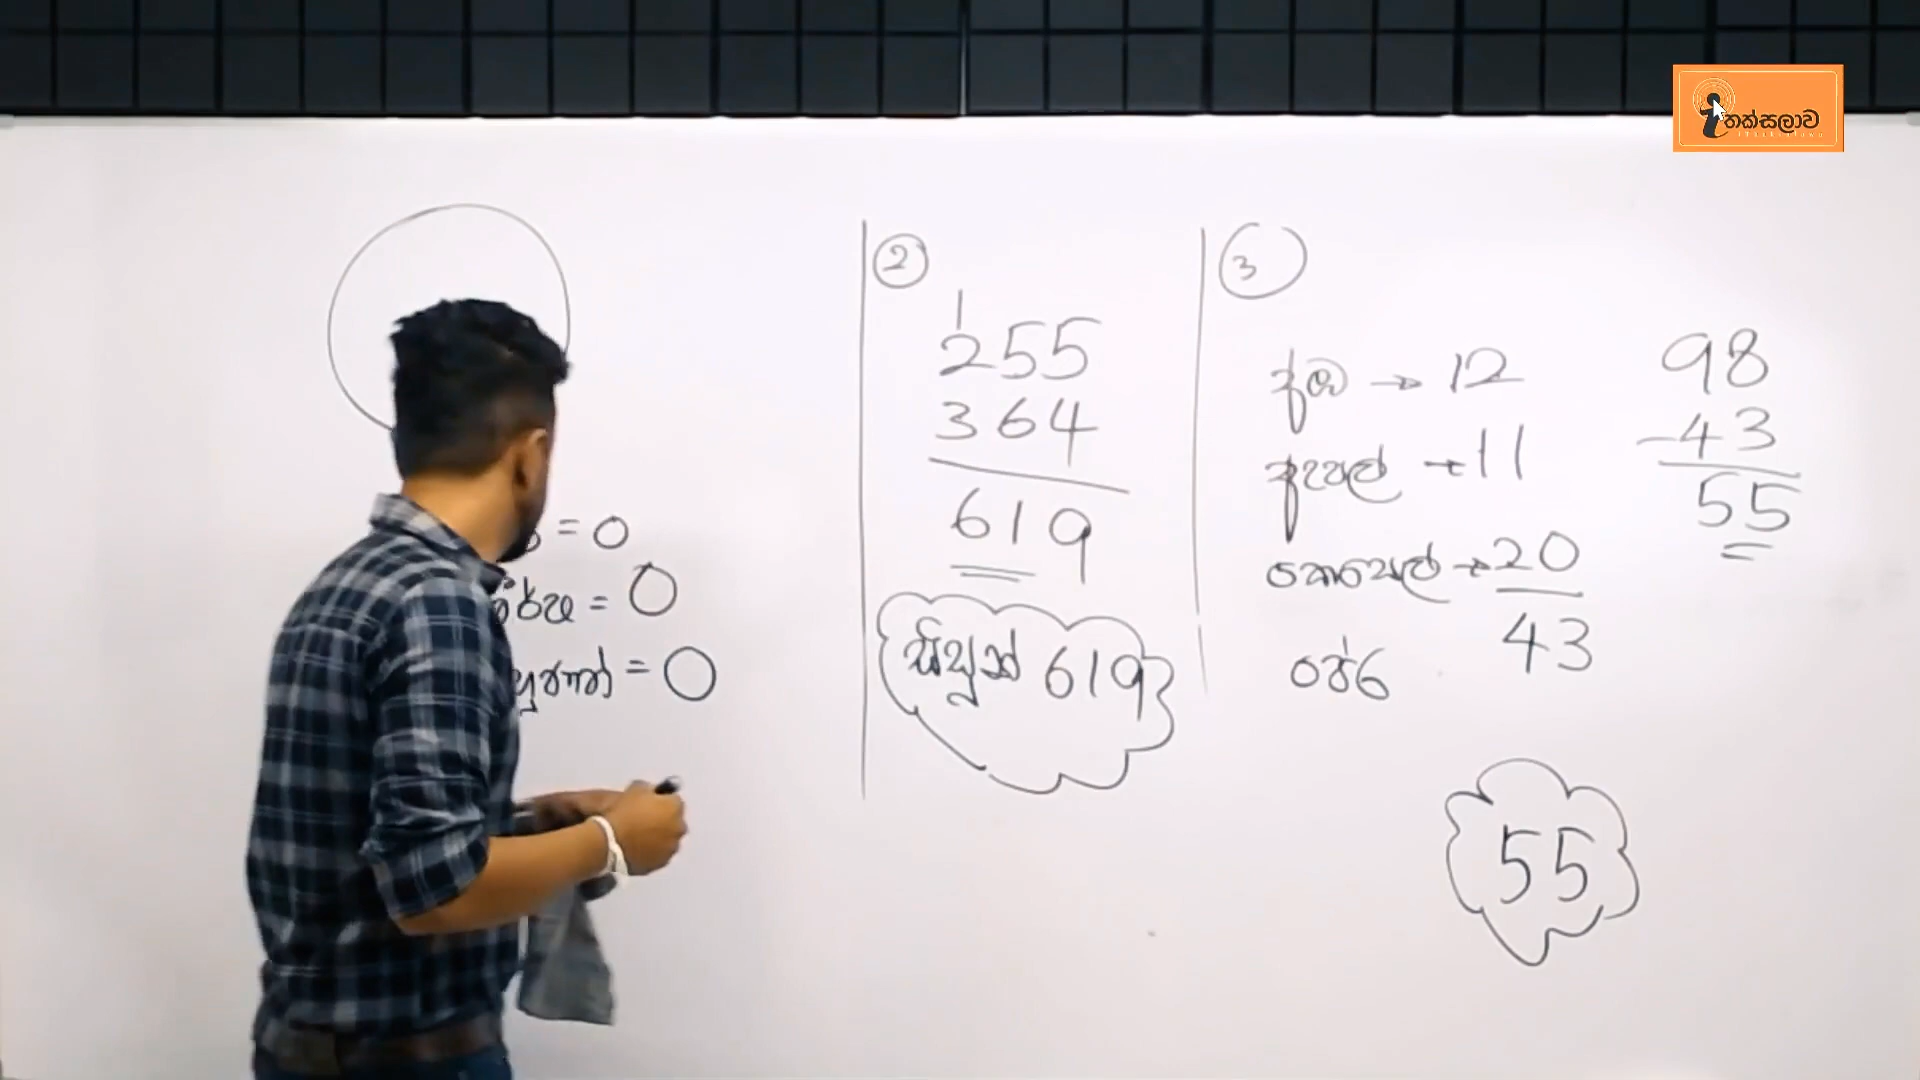 තක්සලාව
= 0
= 0
= 0
2
1
255
364
619
සිසුන් 619
3
අඹ → 12
ඇපල් → 11
කෙසෙල් → 20
43
පේර
98
- 43
55
55